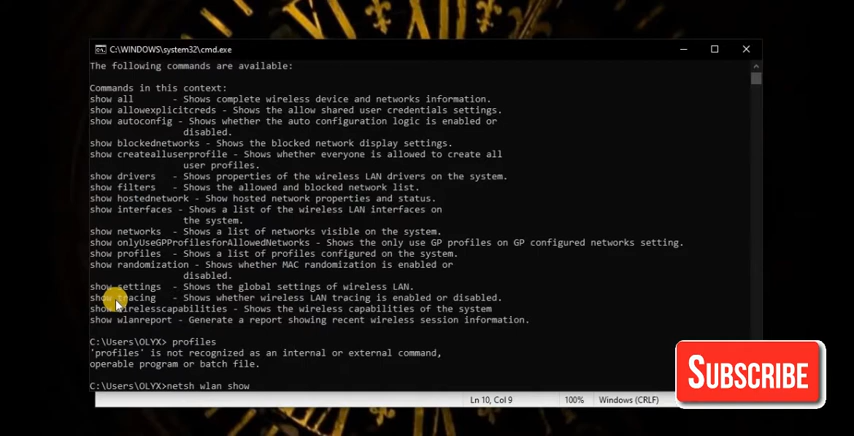 C:\WINDOWS\system32\cmd.exe
The following commands are available:
Commands in this context:
show all - Shows complete wireless device and networks information.
show allowexplicitcreds - Shows the allow shared user credentials settings.
show autoconfig - Shows whether the auto configuration logic is enabled or
disabled.
show blockednetworks - Shows the blocked network display settings.
show createalluserprofile - Shows whether everyone is allowed to create all
user profiles.
show drivers - Shows properties of the wireless LAN drivers on the system.
show filters - Shows the allowed and blocked network list.
show hostednetwork - Show hosted network properties and status.
show interfaces - Shows a list of the wireless LAN interfaces on
the system.
show networks - Shows a list of networks visible on the system.
show onlyUseGPProfilesforAllowedNetworks - Shows the only use GP profiles on GP configured networks setting.
show profiles - Shows a list of profiles configured on the system.
show randomization - Shows whether MAC randomization is enabled or
disabled.
show settings - Shows the global settings of wireless LAN.
show tracing - Shows whether wireless LAN tracing is enabled or disabled.
show wirelesscapabilities - Shows the wireless capabilities of the system
show wlanreport - Generate a report showing recent wireless session information.
C:\Users\OLYX> profiles
'profiles' is not recognized as an internal or external command,
operable program or batch file.
C:\Users\OLYX>netsh wlan show
Ln 10, Col 9 100% Windows (CRLF)
SUBSCRIBE